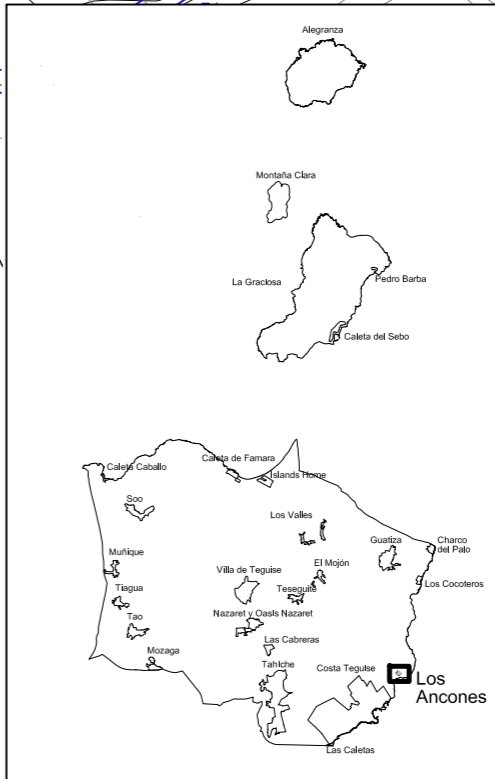 Alegranza
Montaña Clara
La Graciosa
Pedro Barba
Caleta del Sebo
Caleta Caballo
Caleta de Famara
Islands Home
Soo
Los Valles
Guatiza
Charco
del Palo
Muñique
Villa de Teguise
El Mojón
Los Cocoteros
Tiagua
Teseguite
Tao
Nazaret y Oasis Nazaret
Las Cabreras
Mozaga
Tahiche
Costa Teguise
Los
Ancones
Las Caletas